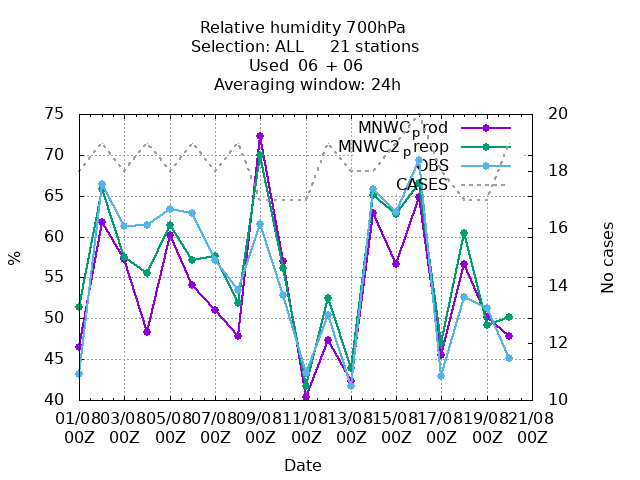 Relative humidity 700hPa
Selection: ALL     21 stations
Used  06 + 06
Averaging window: 24h
75
70
65
60
55
50
45
40
20
18
16
14
12
10
%
No cases
MNWC_prod
MNWC2_preop
OBS
CASES
01/08 03/08 05/08 07/08 09/08 11/08 13/08 15/08 17/08 19/08 21/08
00Z 00Z 00Z 00Z 00Z 00Z 00Z 00Z 00Z 00Z 00Z
Date